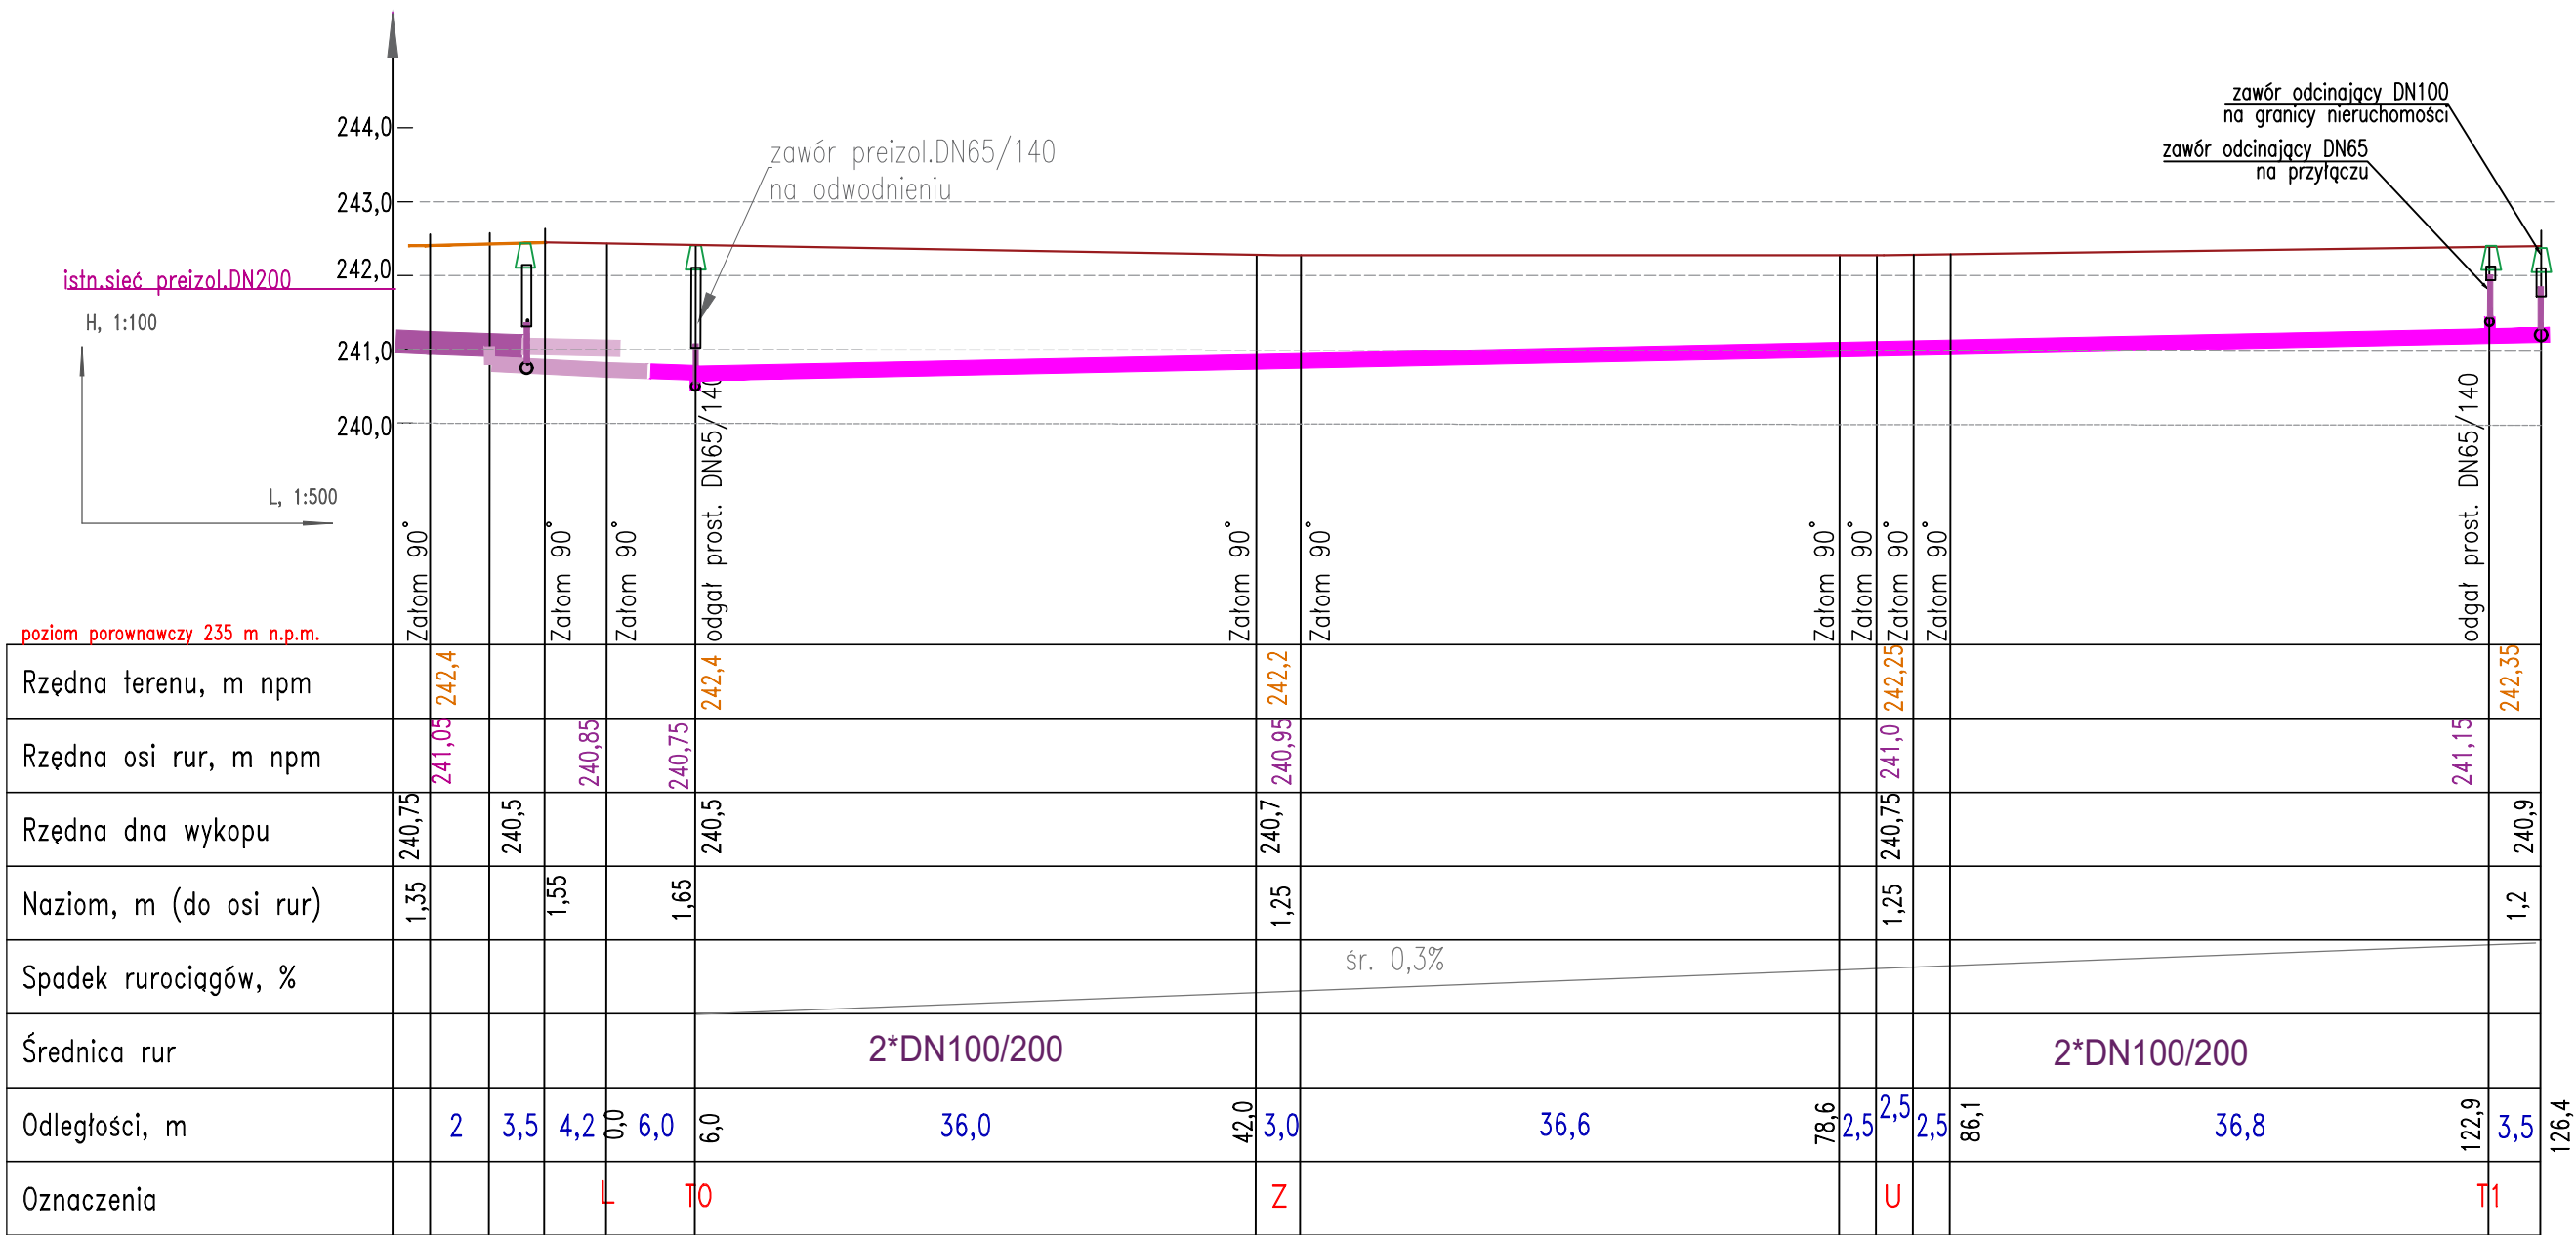 zawór odcinający DN100
na granicy nieruchomości
zawór odcinający DN65
na przyłączu
zawór preizol.DN65/140
na odwodnieniu
244,0
243,0
242,0
241,0
240,0
istn.sieć preizol.DN200
H, 1:100
L, 1:500
Załom 90°
Załom 90°
Załom 90°
odgał prost. DN65/140
Załom 90°
Załom 90°
Załom 90°
Załom 90°
Załom 90°
Załom 90°
odgał prost. DN65/140
poziom porownawczy 235 m n.p.m.
Rzędna terenu, m npm
242,4
242,4
242,2
242,25
242,35
Rzędna osi rur, m npm
241,05
240,85
240,75
240,95
241,0
241,15
Rzędna dna wykopu
240,75
240,5
240,5
240,7
240,75
240,9
Naziom, m (do osi rur)
1,35
1,55
1,65
1,25
1,25
1,2
Spadek rurociągów, %
śr. 0,3%
Średnica rur
2*DN100/200
2*DN100/200
Odległości, m
2
3,5
4,2
0,0
6,0
6,0
36,0
42,0
3,0
36,6
78,6
2,5
2,5
2,5
86,1
36,8
122,9
3,5
126,4
Oznaczenia
L
T0
Z
U
T1